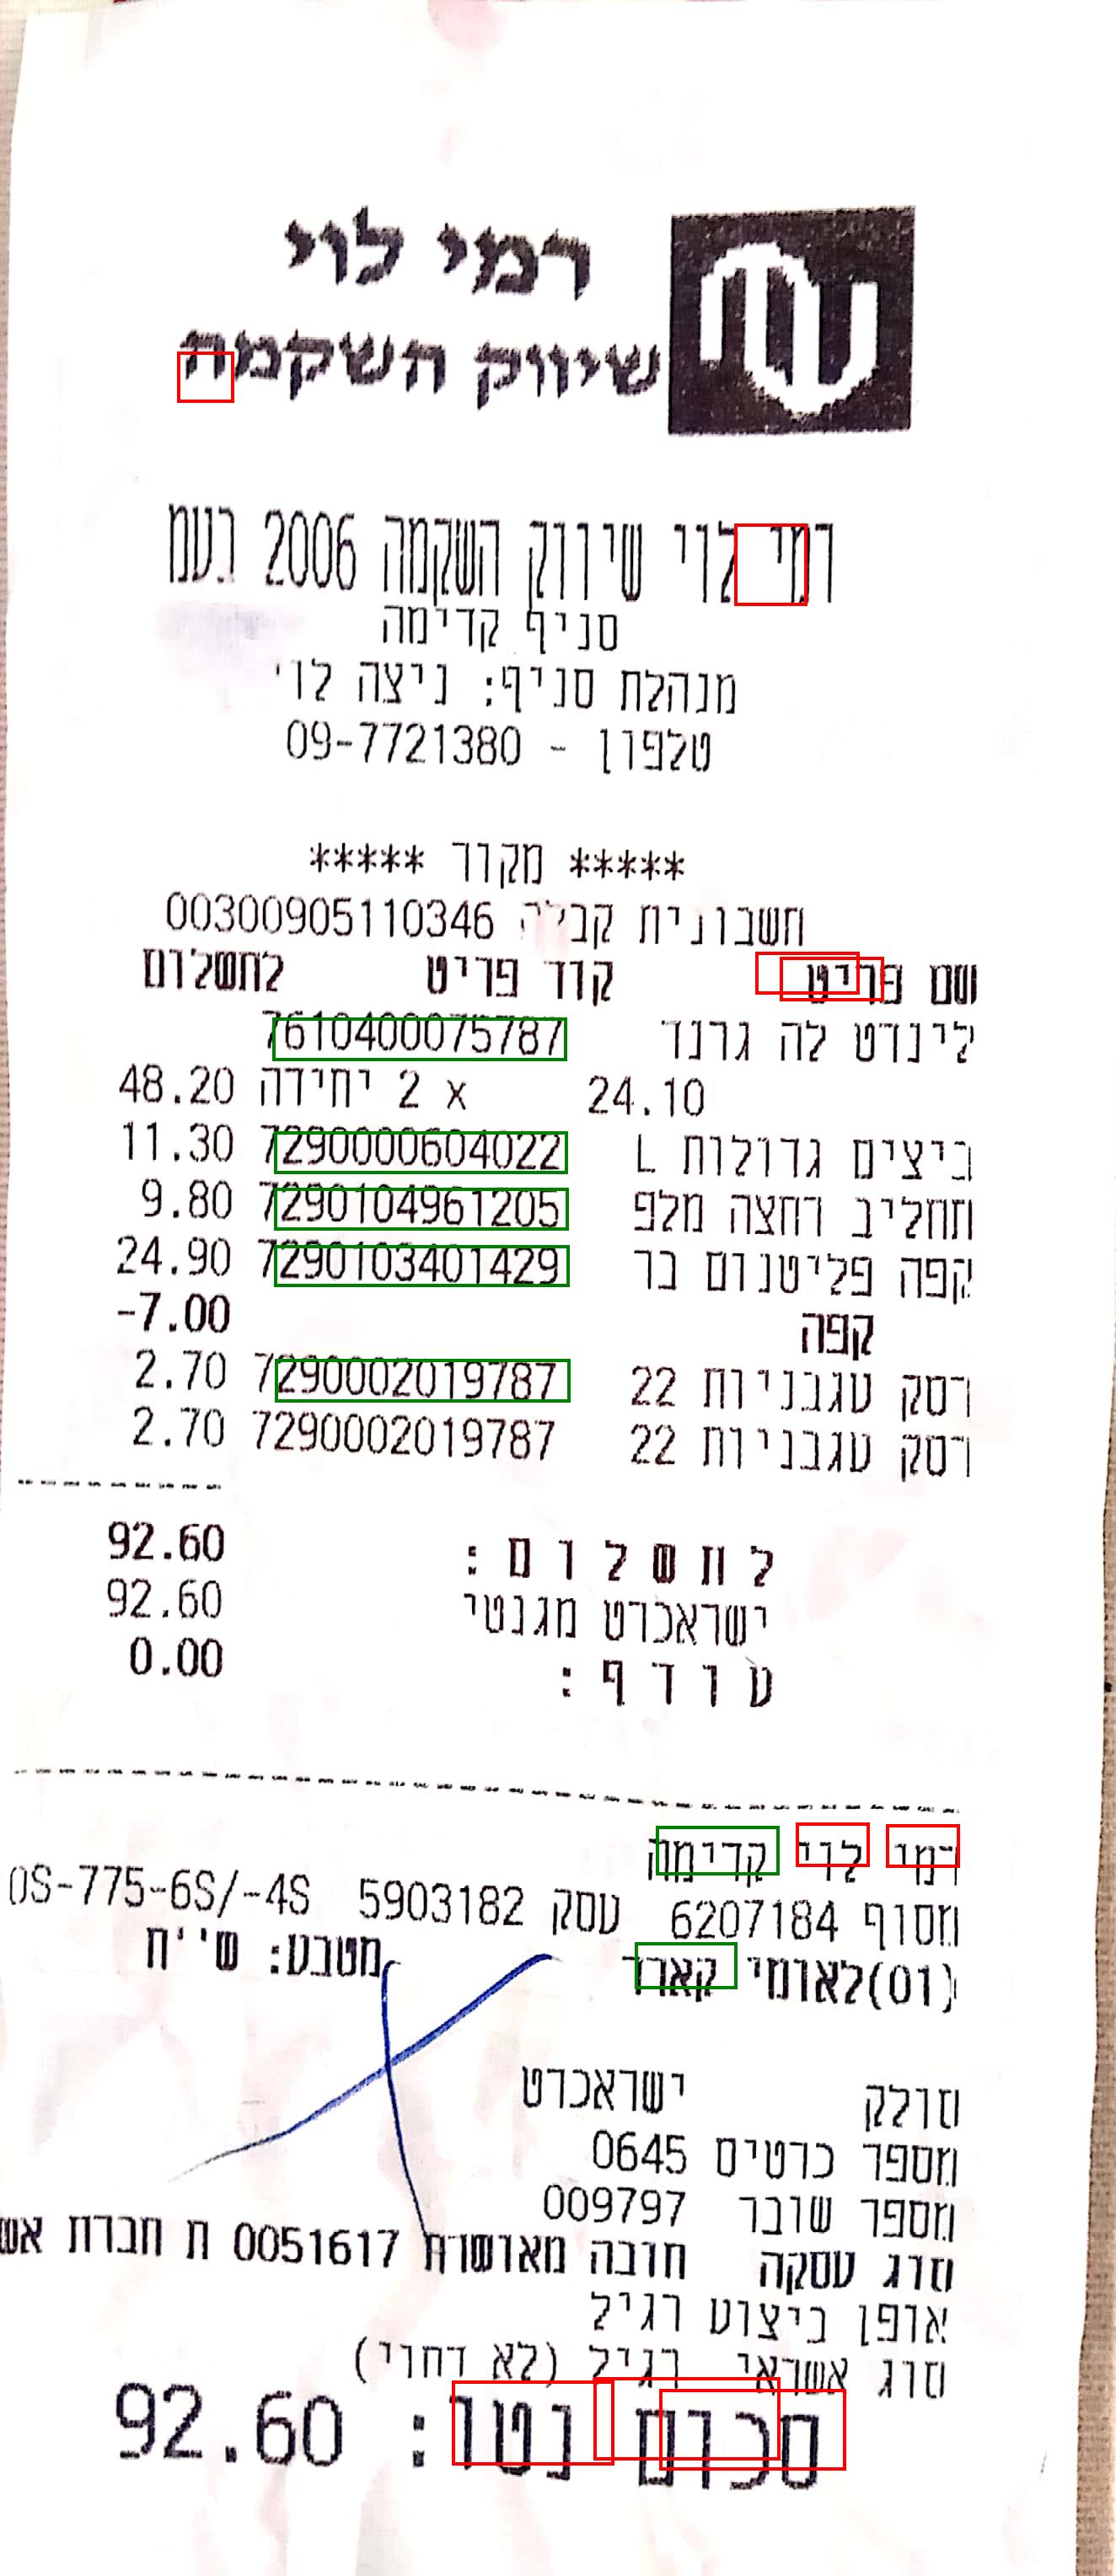 רמי לוי
שיווק השקמה
רמי לוי שיווק השקמה 2006 בעמ
סניף קדימה
מנהלת סניף: ניצה לוי
טלפון - 09-7721380
***** מקור *****
חשבונית קבלה 00300905110346
שם פריט קוד פריט לתשלום
לינדט לה גרנד 7610400075787
24.10 x 2 יחידה 48.20
ביצים גדולות L 7290000604022 11.30
תחליב רחצה מלפ 7290104961205 9.80
קפה פליטנום בר 7290103401429 24.90
קפה -7.00
רסק עגבניות 22 7290002019787 2.70
רסק עגבניות 22 7290002019787 2.70
לתשלום: 92.60
ישראכרט מגנטי 92.60
עודף: 0.00
רמי לוי קדימה
מסוף 6207184 עסק 5903182 OS-775-6S/-4S
(01)לאומי קארד מטבע: ש''ח
סולק ישראכרט
מספר כרטיס 0645
מספר שובר 009797
סוג עסקה חובה מאושרת 0051617 ת חברת אש
אופן ביצוע רגיל
סוג אשראי רגיל (לא דחוי)
סכום נטו: 92.60